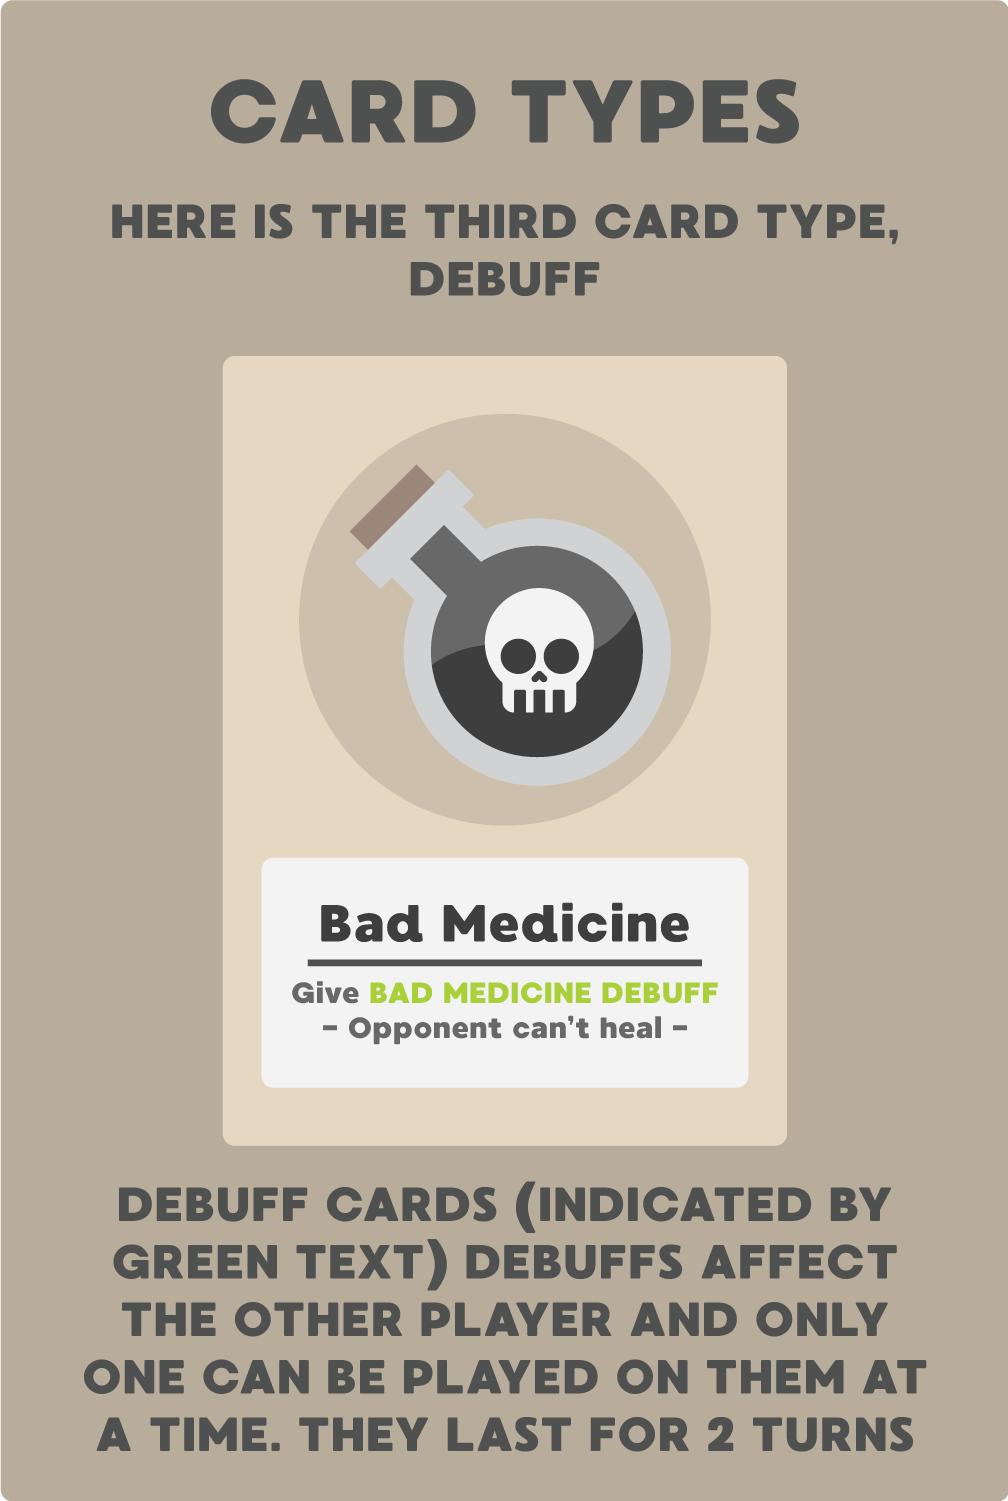 CARD TYPES
HERE IS THE THIRD CARD TYPE,
DEBUFF
Bad Medicine
Give BAD MEDICINE DEBUFF
- Opponent can't heal -
DEBUFF CARDS (INDICATED BY
GREEN TEXT) DEBUFFS AFFECT
THE OTHER PLAYER AND ONLY
ONE CAN BE PLAYED ON THEM AT
A TIME. THEY LAST FOR 2 TURNS